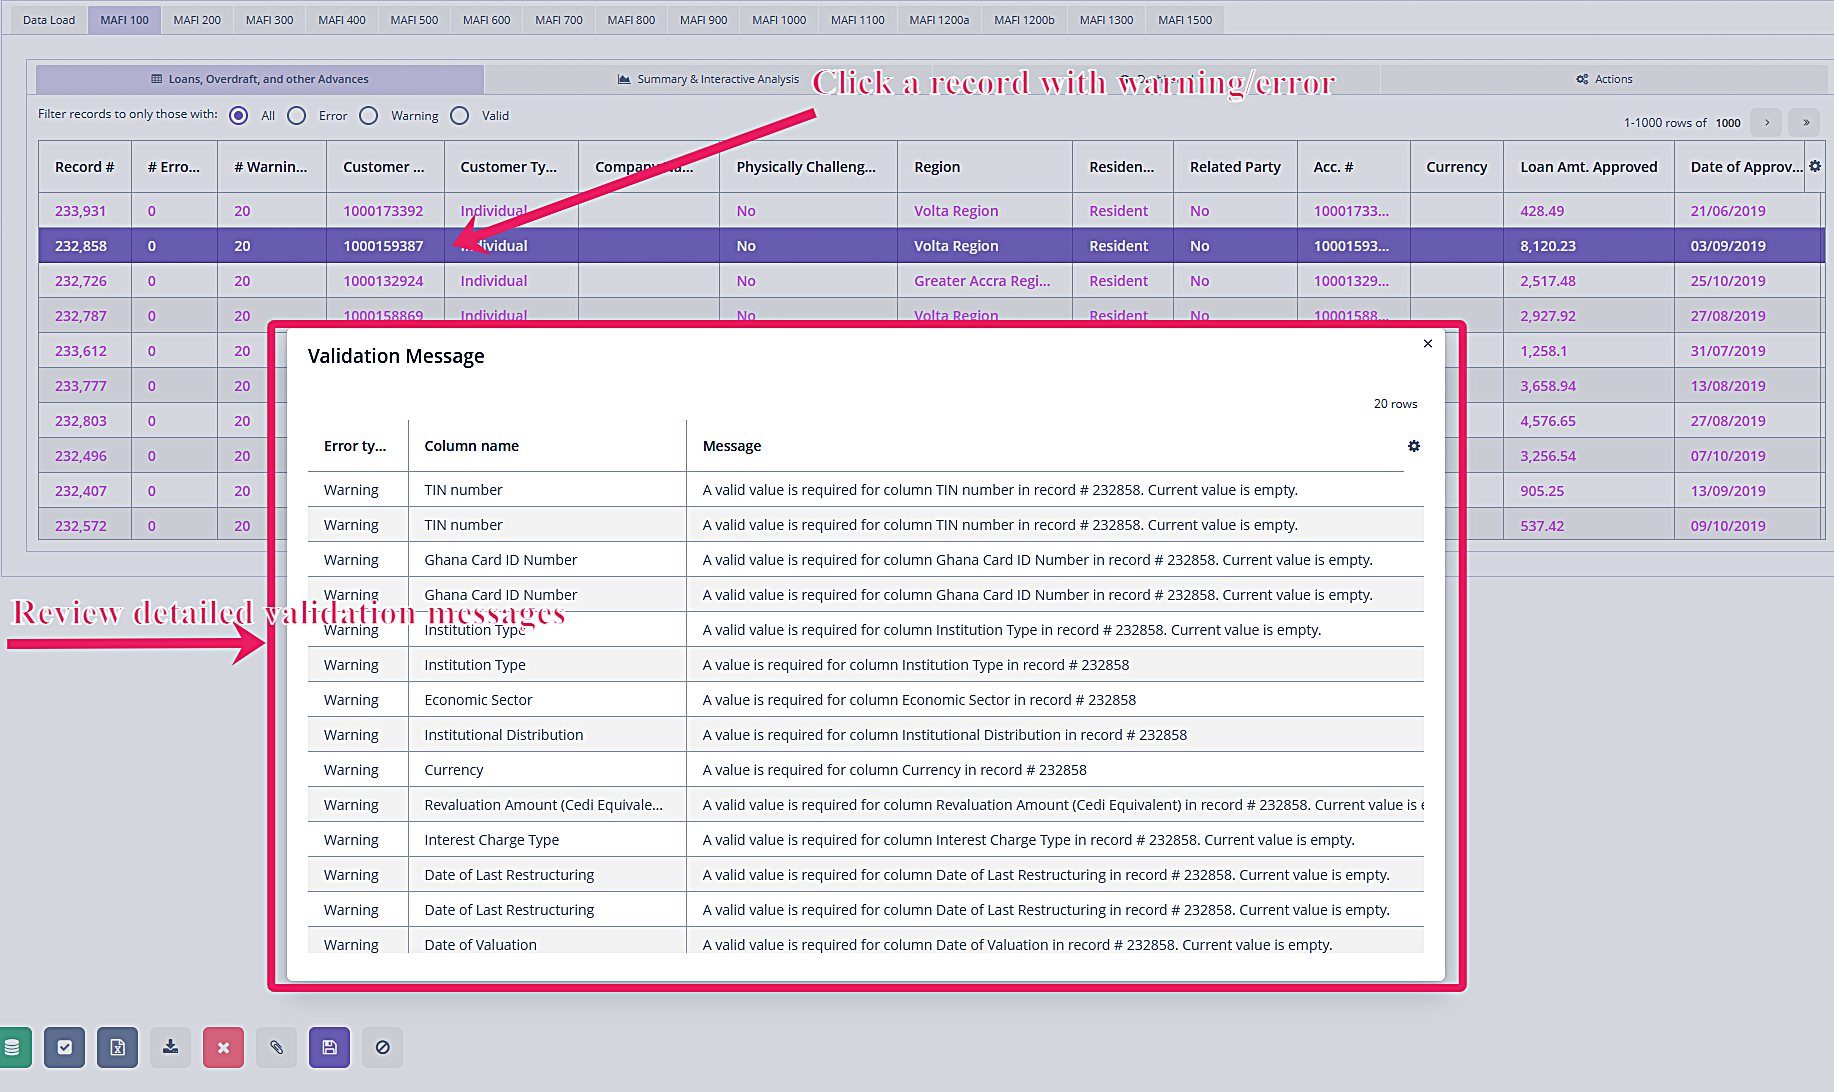 Data Load MAFI 100 MAFI 200 MAFI 300 MAFI 400 MAFI 500 MAFI 600 MAFI 700 MAFI 800 MAFI 900 MAFI 1000 MAFI 1100 MAFI 1200a MAFI 1200b MAFI 1300 MAFI 1500
Loans, Overdraft, and other Advances Summary & Interactive Analysis Actions
Click a record with warning/error
Filter records to only those with: All Error Warning Valid
1-1000 rows of 1000 > »
Record # # Erro... # Warnin... Customer ... Customer Ty... Company Na... Physically Challeng... Region Residen... Related Party Acc. # Currency Loan Amt. Approved Date of Approv...
233,931 0 20 1000173392 Individual No Volta Region Resident No 10001733... 428.49 21/06/2019
232,858 0 20 1000159387 Individual No Volta Region Resident No 10001593... 8,120.23 03/09/2019
232,726 0 20 1000132924 Individual No Greater Accra Regi... Resident No 10001329... 2,517.48 25/10/2019
232,787 0 20 1000158869 Individual No Volta Region Resident No 10001588... 2,927.92 27/08/2019
233,612 0 20 1,258.1 31/07/2019
233,777 0 20 3,658.94 13/08/2019
232,803 0 20 4,576.65 27/08/2019
232,496 0 20 3,256.54 07/10/2019
232,407 0 20 905.25 13/09/2019
232,572 0 20 537.42 09/10/2019
Validation Message ×
20 rows
Error ty... Column name Message
Warning TIN number A valid value is required for column TIN number in record # 232858. Current value is empty.
Warning TIN number A valid value is required for column TIN number in record # 232858. Current value is empty.
Warning Ghana Card ID Number A valid value is required for column Ghana Card ID Number in record # 232858. Current value is empty.
Warning Ghana Card ID Number A valid value is required for column Ghana Card ID Number in record # 232858. Current value is empty.
Review detailed validation messages
Warning Institution Type A valid value is required for column Institution Type in record # 232858. Current value is empty.
Warning Institution Type A value is required for column Institution Type in record # 232858
Warning Economic Sector A value is required for column Economic Sector in record # 232858
Warning Institutional Distribution A value is required for column Institutional Distribution in record # 232858
Warning Currency A value is required for column Currency in record # 232858
Warning Revaluation Amount (Cedi Equivale... A valid value is required for column Revaluation Amount (Cedi Equivalent) in record # 232858. Current value is
Warning Interest Charge Type A valid value is required for column Interest Charge Type in record # 232858. Current value is empty.
Warning Date of Last Restructuring A valid value is required for column Date of Last Restructuring in record # 232858. Current value is empty.
Warning Date of Last Restructuring A valid value is required for column Date of Last Restructuring in record # 232858. Current value is empty.
Warning Date of Valuation A valid value is required for column Date of Valuation in record # 232858. Current value is empty.